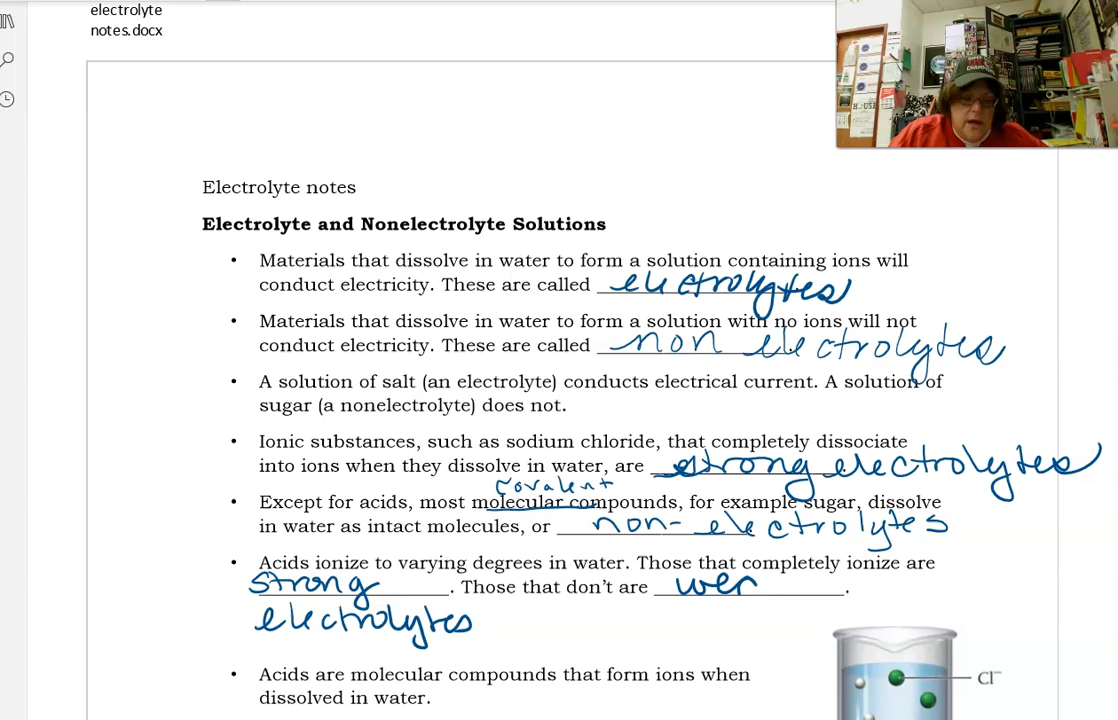 electrolyte
notes.docx
Electrolyte notes
Electrolyte and Nonelectrolyte Solutions
• Materials that dissolve in water to form a solution containing ions will
conduct electricity. These are called electrolytes
• Materials that dissolve in water to form a solution with no ions will not
conduct electricity. These are called non electrolytes
• A solution of salt (an electrolyte) conducts electrical current. A solution of
sugar (a nonelectrolyte) does not.
• Ionic substances, such as sodium chloride, that completely dissociate
into ions when they dissolve in water, are strong electrolytes
covalent
• Except for acids, most molecular compounds, for example sugar, dissolve
in water as intact molecules, or non-electrolytes
• Acids ionize to varying degrees in water. Those that completely ionize are
strong. Those that don't are wer.
electrolytes
• Acids are molecular compounds that form ions when
dissolved in water.
Cl⁻